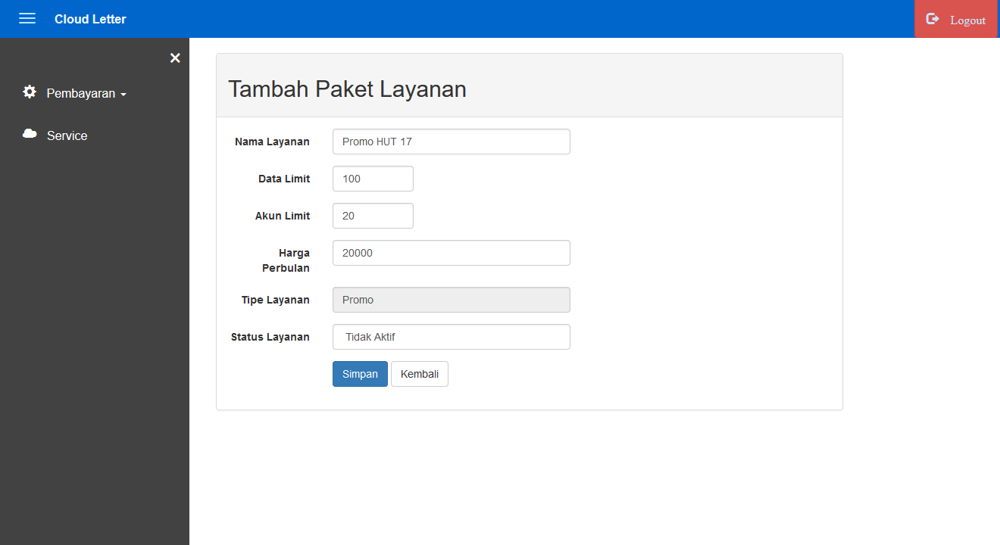 Cloud Letter
Logout
Pembayaran
Service
Tambah Paket Layanan
Nama Layanan Promo HUT 17
Data Limit 100
Akun Limit 20
Harga 20000
Perbulan
Tipe Layanan Promo
Status Layanan Tidak Aktif
Simpan Kembali